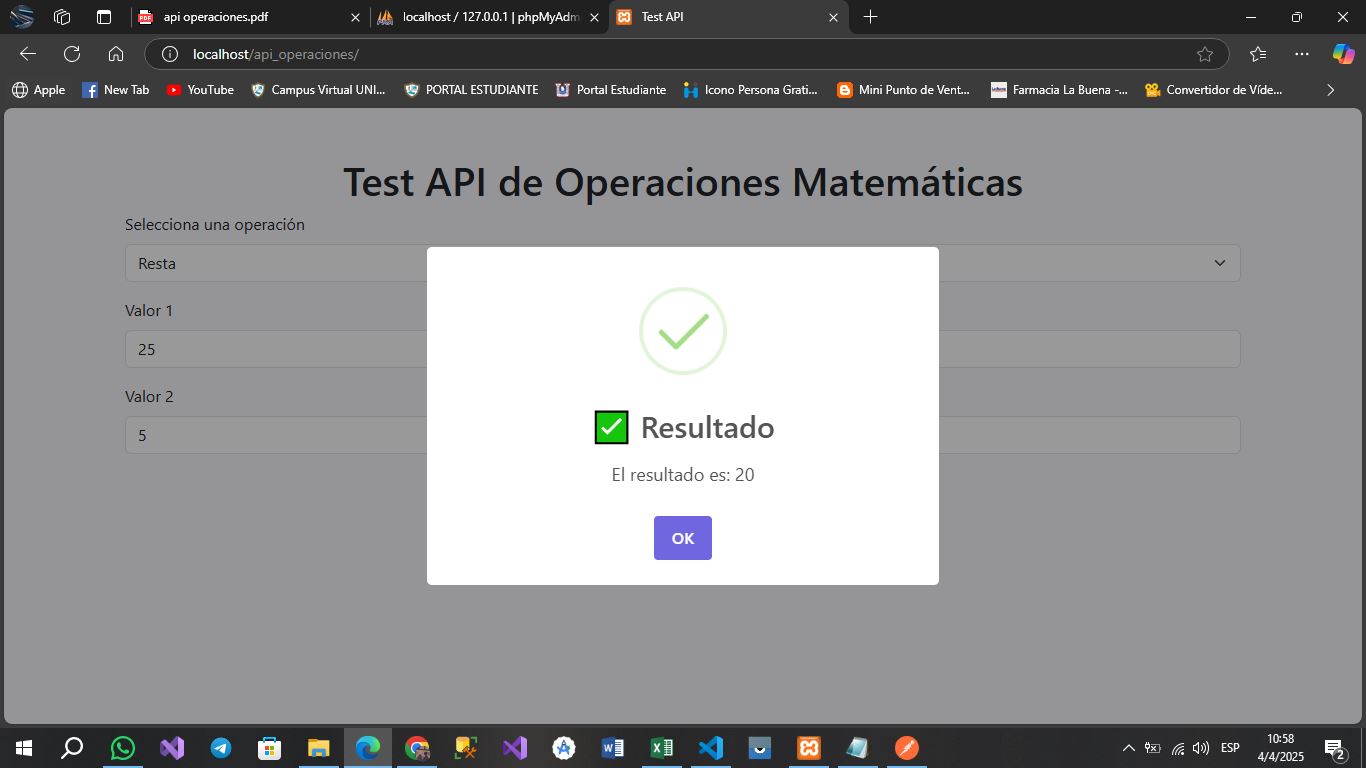 api operaciones.pdf
localhost / 127.0.0.1 | phpMyAdm
Test API
localhost/api_operaciones/
Apple
New Tab
YouTube
Campus Virtual UNI...
PORTAL ESTUDIANTE
Portal Estudiante
Icono Persona Grati...
Mini Punto de Vent...
Farmacia La Buena -...
Convertidor de Víde...
Test API de Operaciones Matemáticas
Selecciona una operación
Resta
Valor 1
25
Valor 2
5
Resultado
El resultado es: 20
OK
ESP
10:58
4/4/2025
2